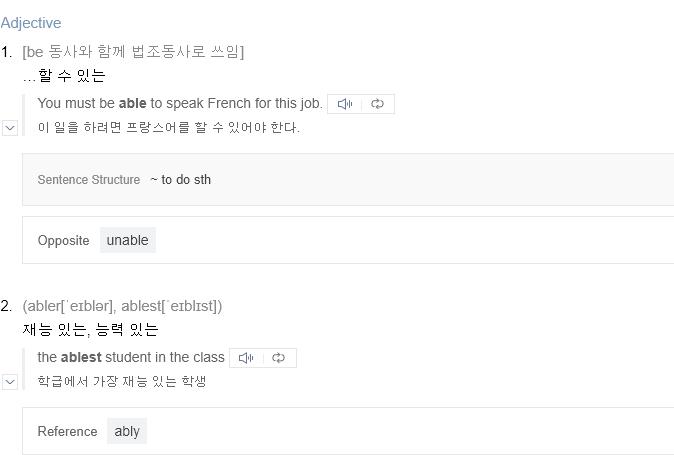 Adjective
1. [be 동사와 함께 법조동사로 쓰임]
…할 수 있는
You must be able to speak French for this job.
이 일을 하려면 프랑스어를 할 수 있어야 한다.
Sentence Structure ~ to do sth
Opposite unable
2. (abler[ˈeɪblər], ablest[ˈeɪblɪst])
재능 있는, 능력 있는
the ablest student in the class
학급에서 가장 재능 있는 학생
Reference ably